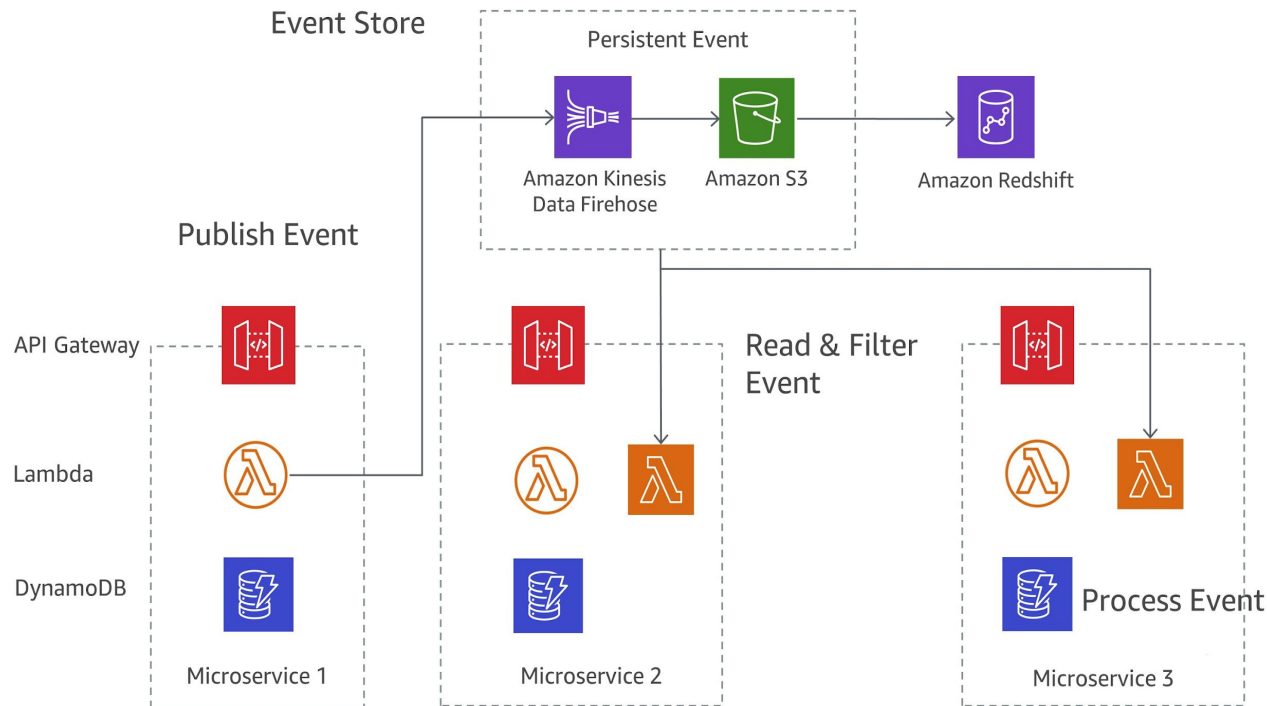 Event Store
Persistent Event
Amazon Kinesis
Data Firehose
Amazon S3
Amazon Redshift
Publish Event
API Gateway
Read & Filter
Event
Lambda
DynamoDB
Process Event
Microservice 1
Microservice 2
Microservice 3